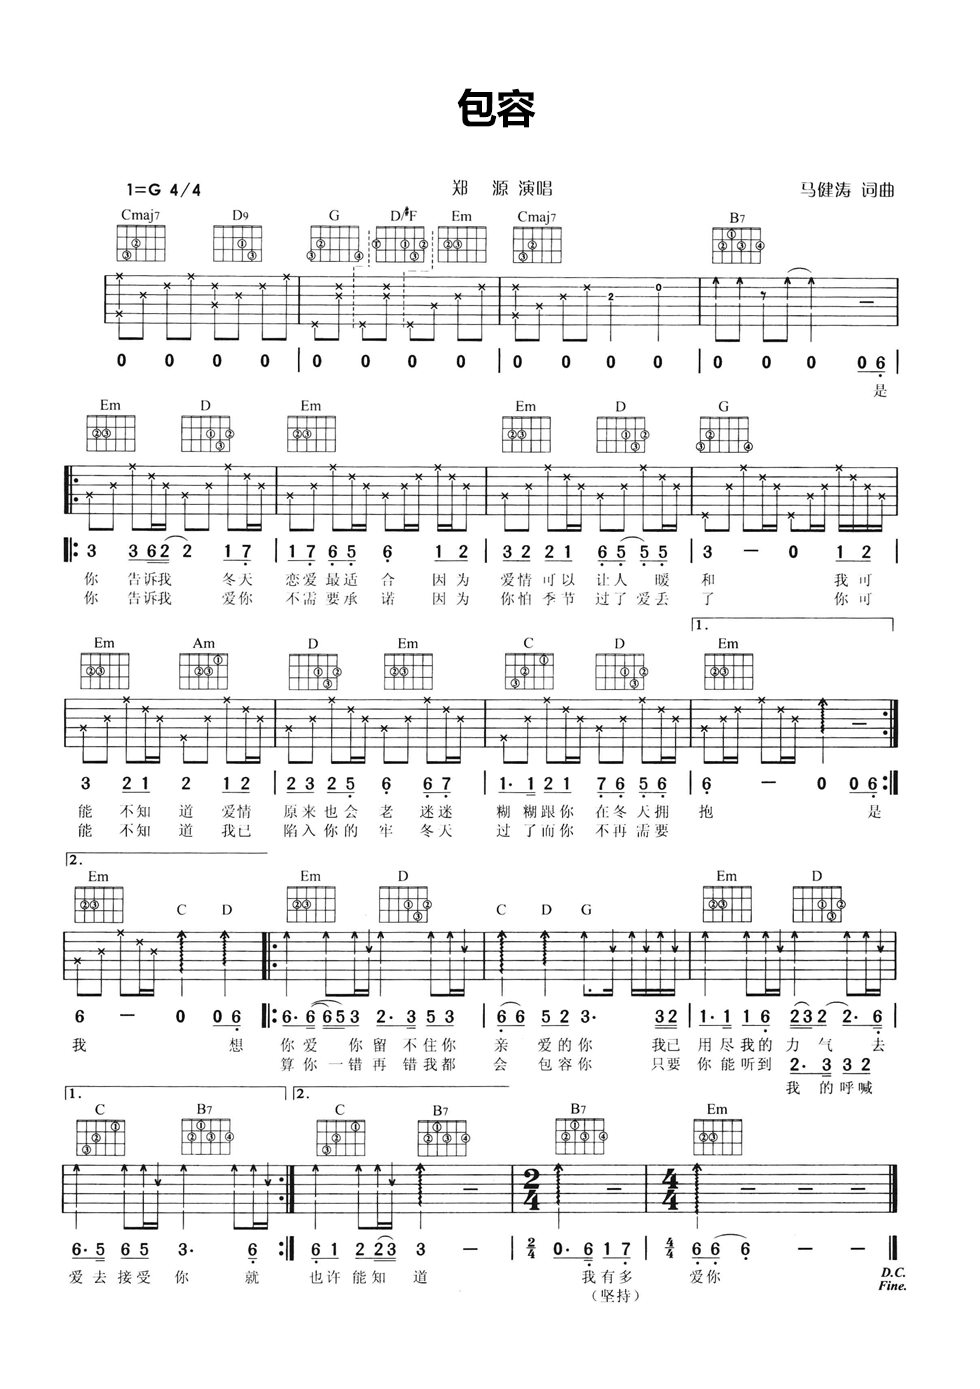 包容
1=G 4/4 郑 源 演唱 马健涛 词曲
Cmaj7 D9 G D/#F Em Cmaj7 B7
2 0
0 0 0 0 | 0 0 0 0 | 0 0 0 0 | 0 0 0 0 6 |
是
Em D Em Em D G
3 3 6 2 2 1 7 | 1 7 6 5 6 1 2 | 3 2 2 1 6 5 5 5 | 3 — 0 1 2 |
你 告诉我 冬天 恋爱最适 合 因为 爱情可以 让人 暖 和 我可
你 告诉我 爱你 不需要承 诺 因为 你怕季节 过了爱丢 了 你可
1.
Em Am D Em C D Em
3 2 1 2 1 2 | 2 3 2 5 6 6 7 | 1· 1 2 1 7 6 5 6 | 6 — 0 0 6 :||
能 不知 道 爱情 原来也会 老 迷迷 糊 糊跟你 在冬天拥 抱 是
能 不知 道 我已 陷入你的 牢 冬天 过 了而你 不再需要
2.
Em C D Em D C D G Em D
6 — 0 0 6 ||: 6· 6 6 5 3 2· 3 5 3 | 6 6 5 2 3· 3 2 | 1· 1 1 6 2 3 2 2· 6 |
我 想 你 爱 你 留 不住你 亲 爱的你 我已 用尽我的 力 气 去
算你 一错 再错我都 会 包容你 只要 你能听到 2· 3 3 3 2
我 的呼喊
1. 2.
C B7 C B7 B7 Em
2/4 4/4
6· 5 6 5 3· 6 :|| 6 1 2 2 3 3 — | 2/4 0· 6 1 7 | 4/4 6 6 6 — — ||
爱去接受 你 就 也许能知 道 我有多 爱你
(坚持)
D.C.
Fine.